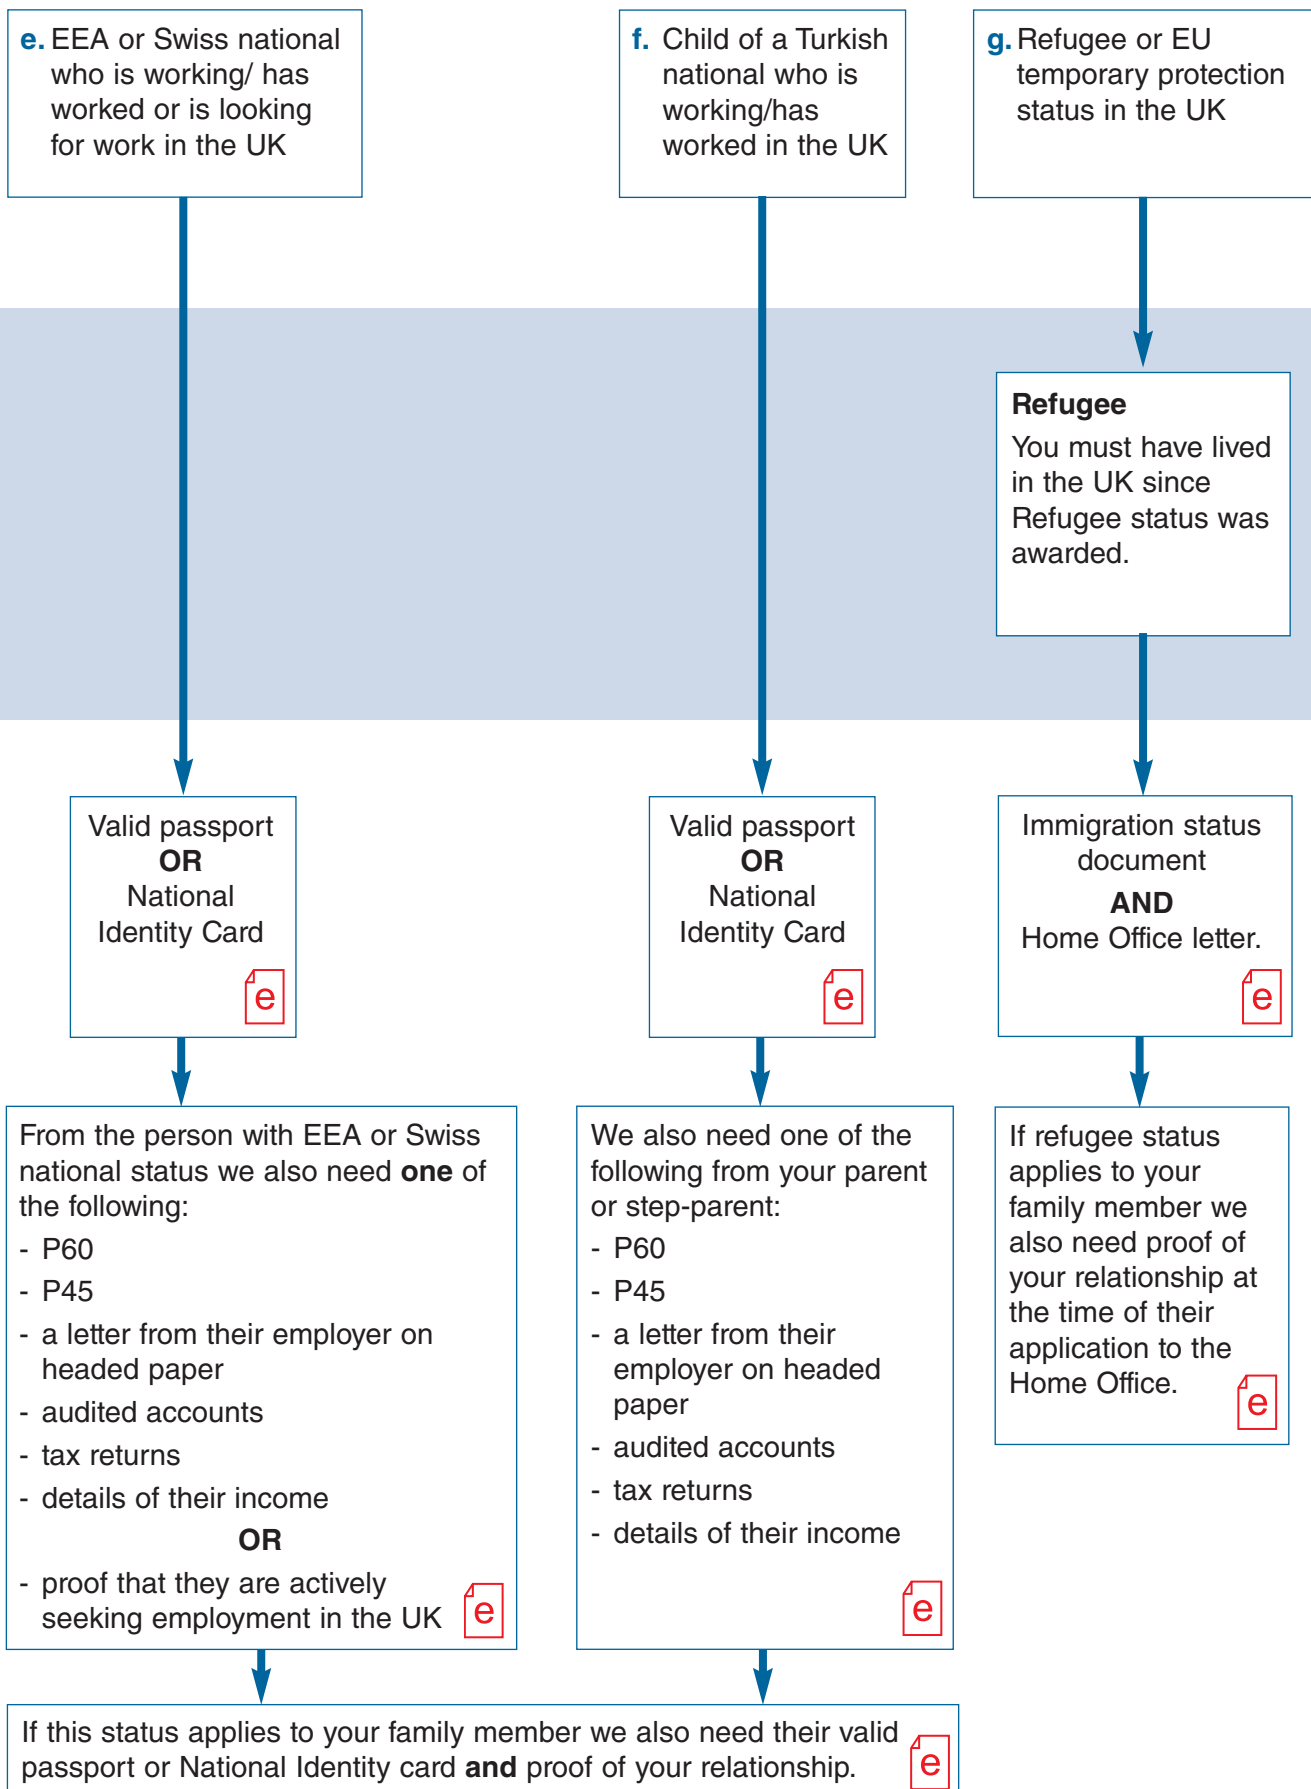 e. EEA or Swiss national
who is working/ has
worked or is looking
for work in the UK
f. Child of a Turkish
national who is
working/has
worked in the UK
g. Refugee or EU
temporary protection
status in the UK
Refugee
You must have lived
in the UK since
Refugee status was
awarded.
Valid passport
OR
National
Identity Card
e
Valid passport
OR
National
Identity Card
e
Immigration status
document
AND
Home Office letter.
e
From the person with EEA or Swiss
national status we also need one of
the following:
- P60
- P45
- a letter from their employer on
headed paper
- audited accounts
- tax returns
- details of their income
OR
- proof that they are actively
seeking employment in the UK
e
We also need one of the
following from your parent
or step-parent:
- P60
- P45
- a letter from their
employer on headed
paper
- audited accounts
- tax returns
- details of their income
e
If refugee status
applies to your
family member we
also need proof of
your relationship at
the time of their
application to the
Home Office.
e
If this status applies to your family member we also need their valid
passport or National Identity card and proof of your relationship.
e